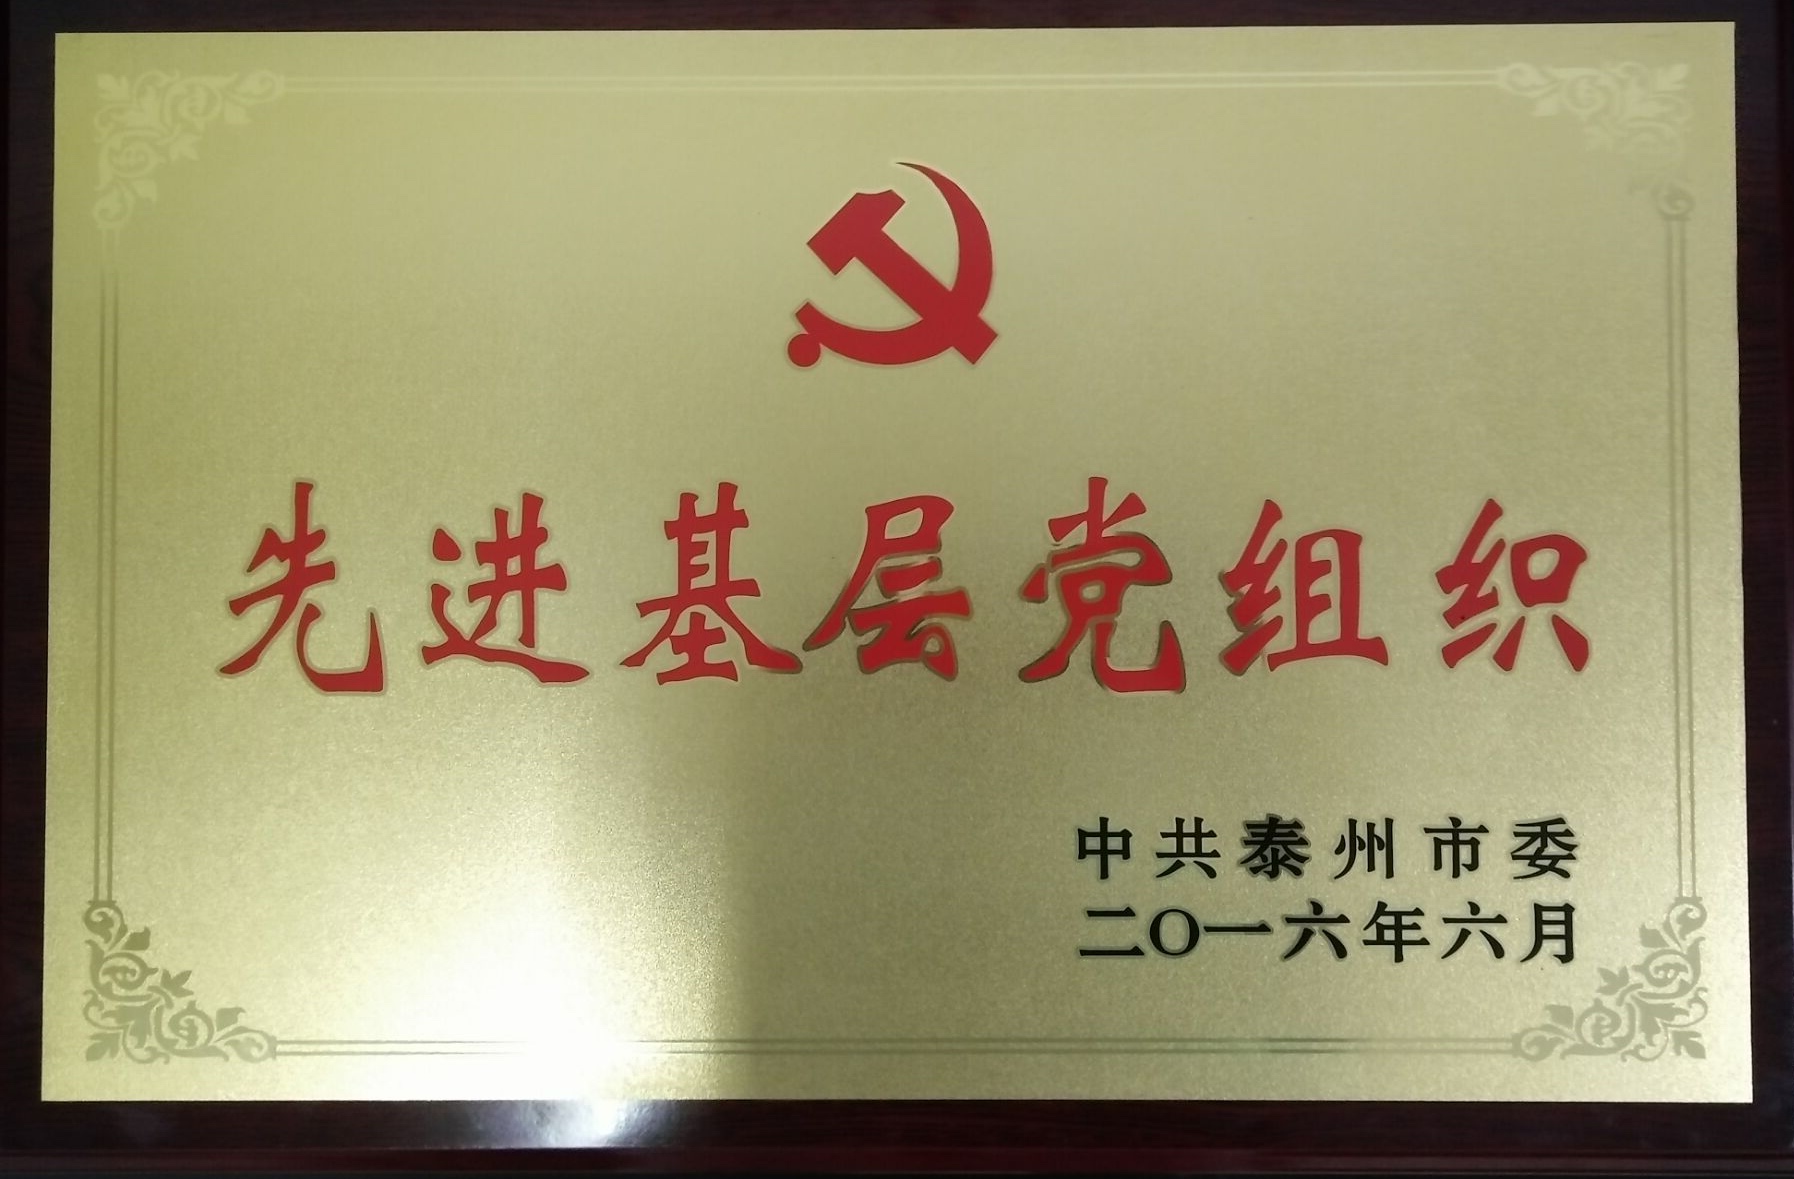 先进基层党组织
中共泰州市委
二〇一六年六月